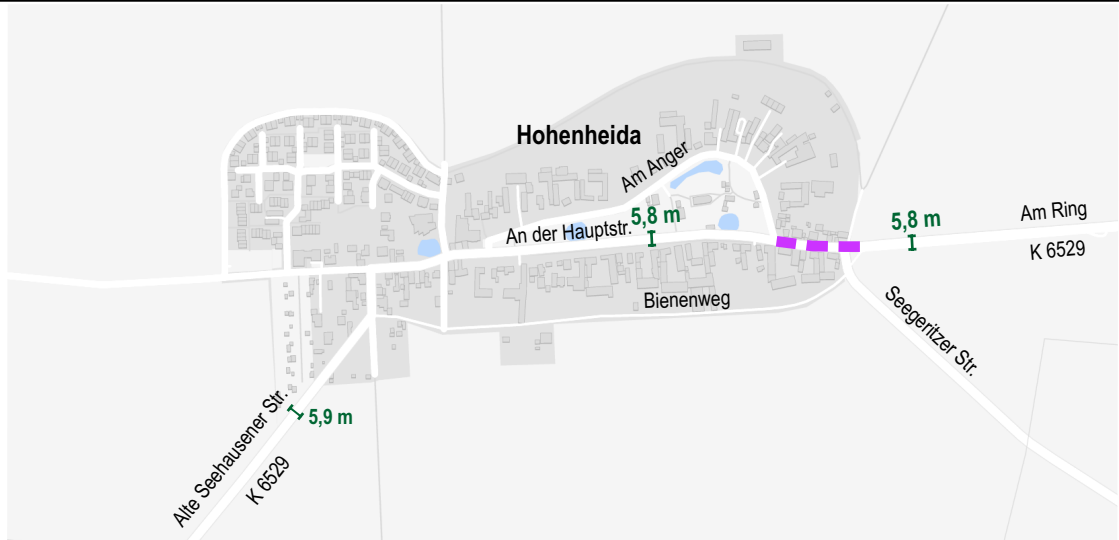 Hohenheida
Am Anger
5,8 m
5,8 m
Am Ring
An der Hauptstr.
K 6529
Bienenweg
Seegeritzer Str.
Alte Seehausener Str.
5,9 m
K 6529